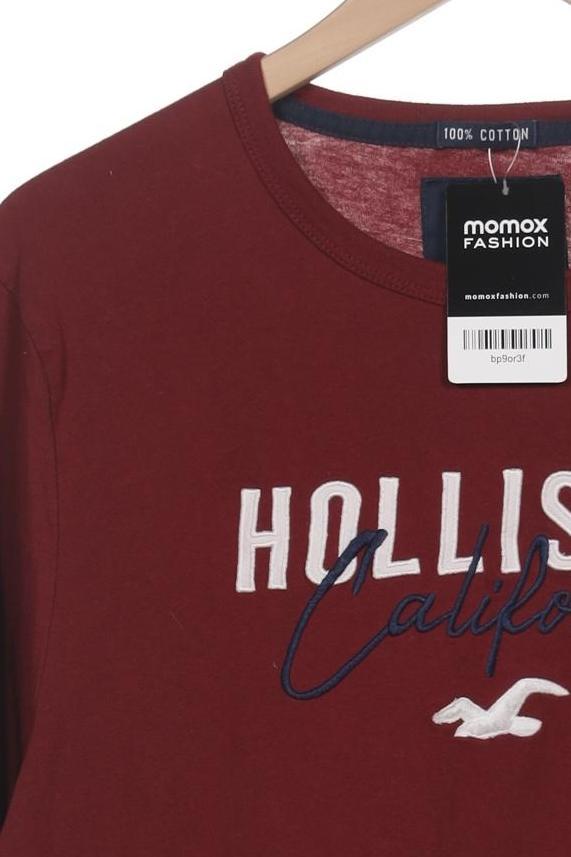 100% COTTON
momox
FASHION
momoxfashion.com
bp9or3f
HOLLIS
Califo